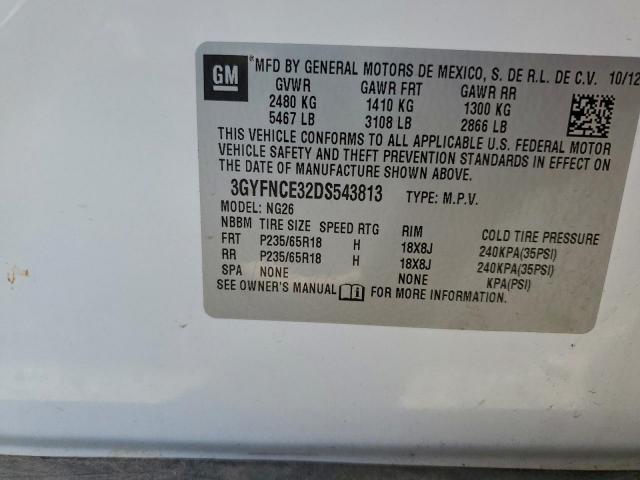 GM
®MFD BY GENERAL MOTORS DE MEXICO, S. DE R.L. DE C.V. 10/12
GVWR GAWR FRT GAWR RR
2480 KG 1410 KG 1300 KG
5467 LB 3108 LB 2866 LB
THIS VEHICLE CONFORMS TO ALL APPLICABLE U.S. FEDERAL MOTOR
VEHICLE SAFETY AND THEFT PREVENTION STANDARDS IN EFFECT ON
THE DATE OF MANUFACTURE SHOWN ABOVE.
3GYFNCE32DS543813 TYPE: M.P.V.
MODEL: NG26
NBBM TIRE SIZE SPEED RTG RIM COLD TIRE PRESSURE
FRT P235/65R18 H 18X8J 240KPA(35PSI)
RR P235/65R18 H 18X8J 240KPA(35PSI)
SPA NONE NONE KPA(PSI)
SEE OWNER'S MANUAL FOR MORE INFORMATION.